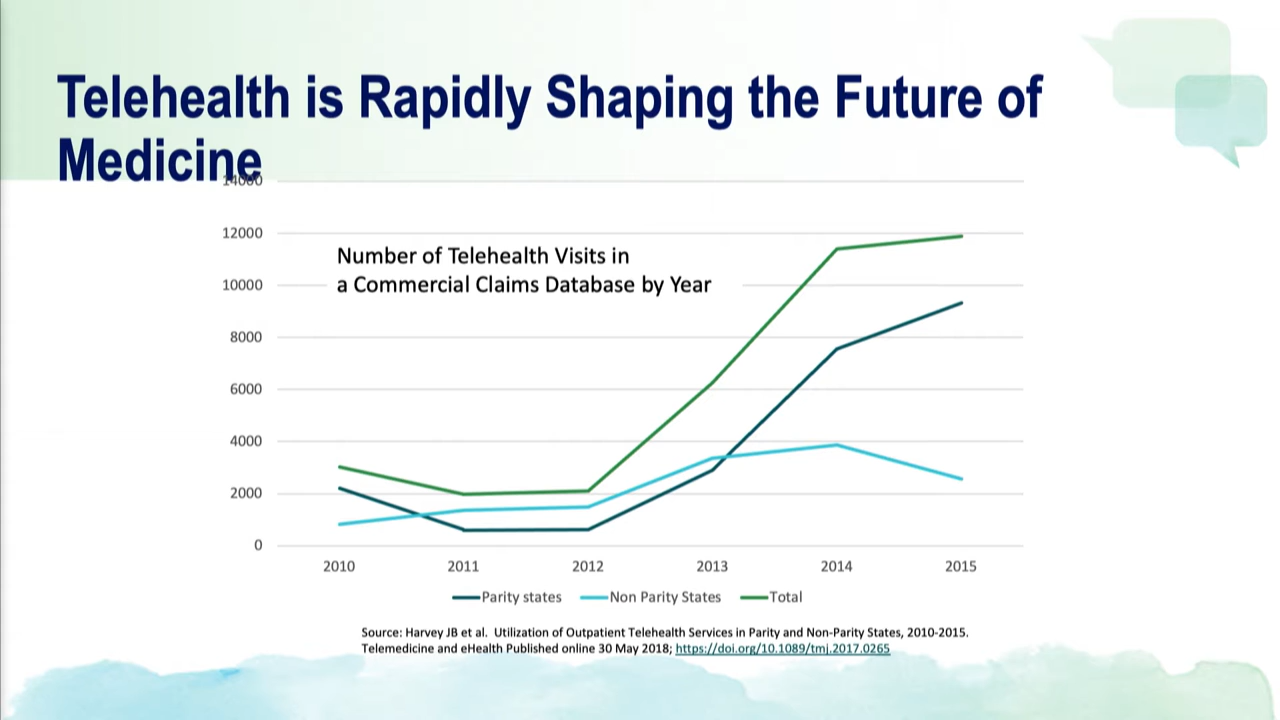 Telehealth is Rapidly Shaping the Future of
Medicine
14000
12000
Number of Telehealth Visits in
a Commercial Claims Database by Year
10000
8000
6000
4000
2000
0
2010 2011 2012 2013 2014 2015
Parity states Non Parity States Total
Source: Harvey JB et al. Utilization of Outpatient Telehealth Services in Parity and Non-Parity States, 2010-2015.
Telemedicine and eHealth Published online 30 May 2018; https://doi.org/10.1089/tmj.2017.0265